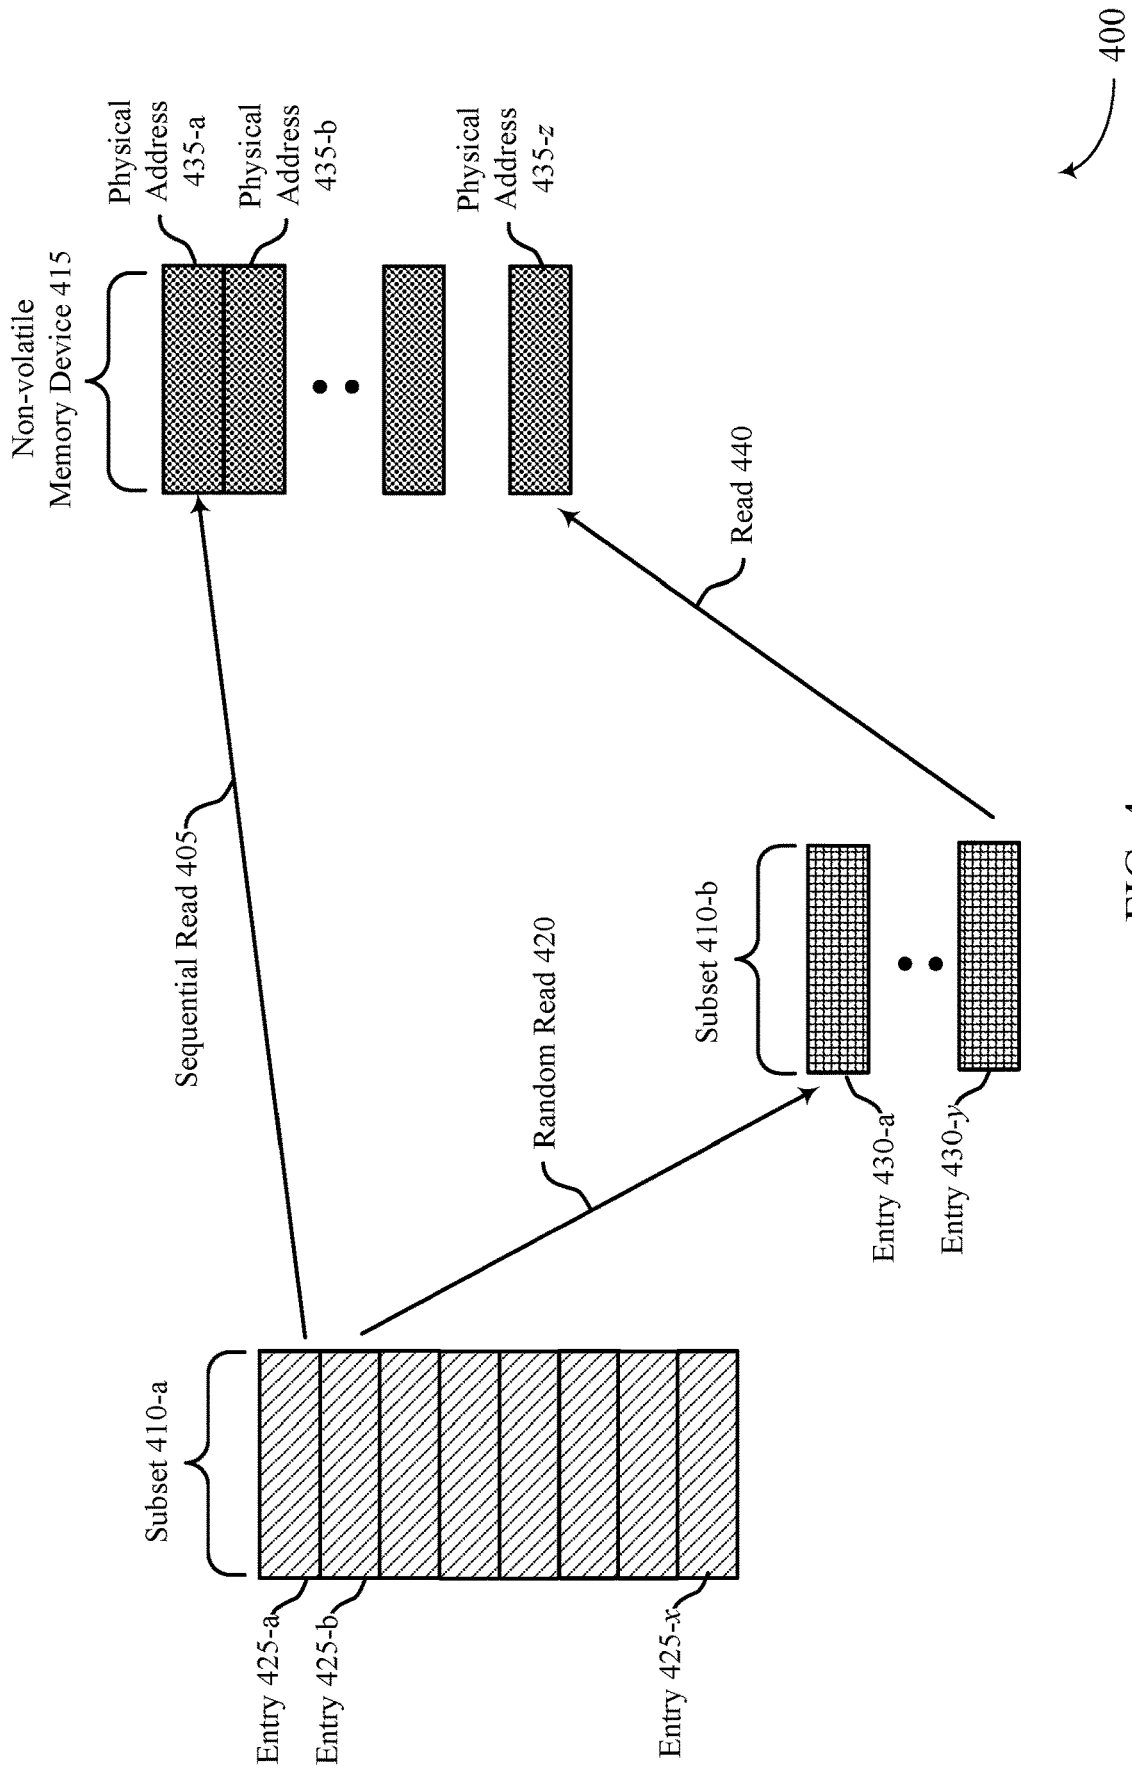 Non-volatile
Memory Device 415
Physical
Address
435-a
Physical
Address
435-b
Physical
Address
435-z
Sequential Read 405
Read 440
Random Read 420
Subset 410-a
Subset 410-b
Entry 425-a
Entry 425-b
Entry 425-x
Entry 430-a
Entry 430-y
400